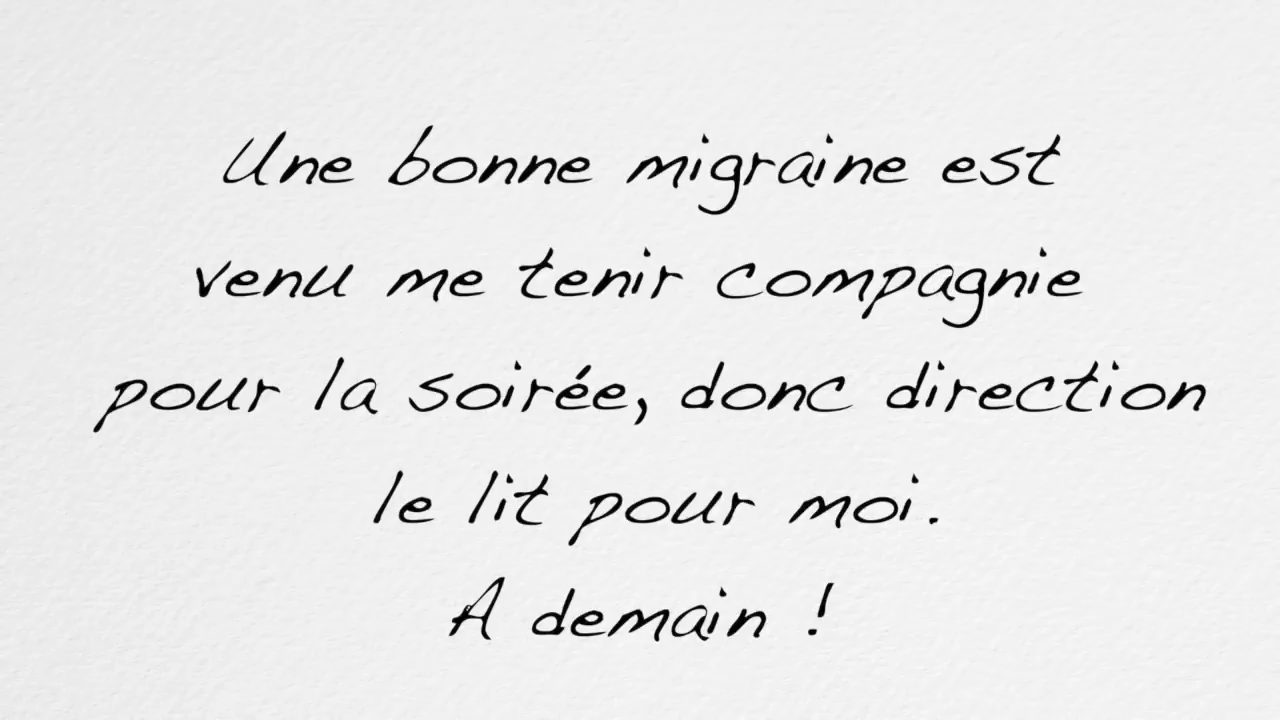 Une bonne migraine est
venu me tenir compagnie
pour la soirée, donc direction
le lit pour moi.
A demain !